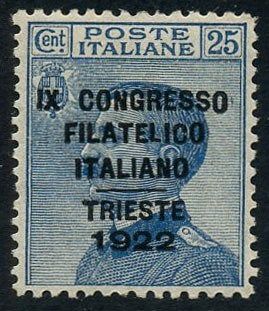 Cent POSTE 25
ITALIANE
IX CONGRESSO
FILATELICO
ITALIANO
TRIESTE
1922